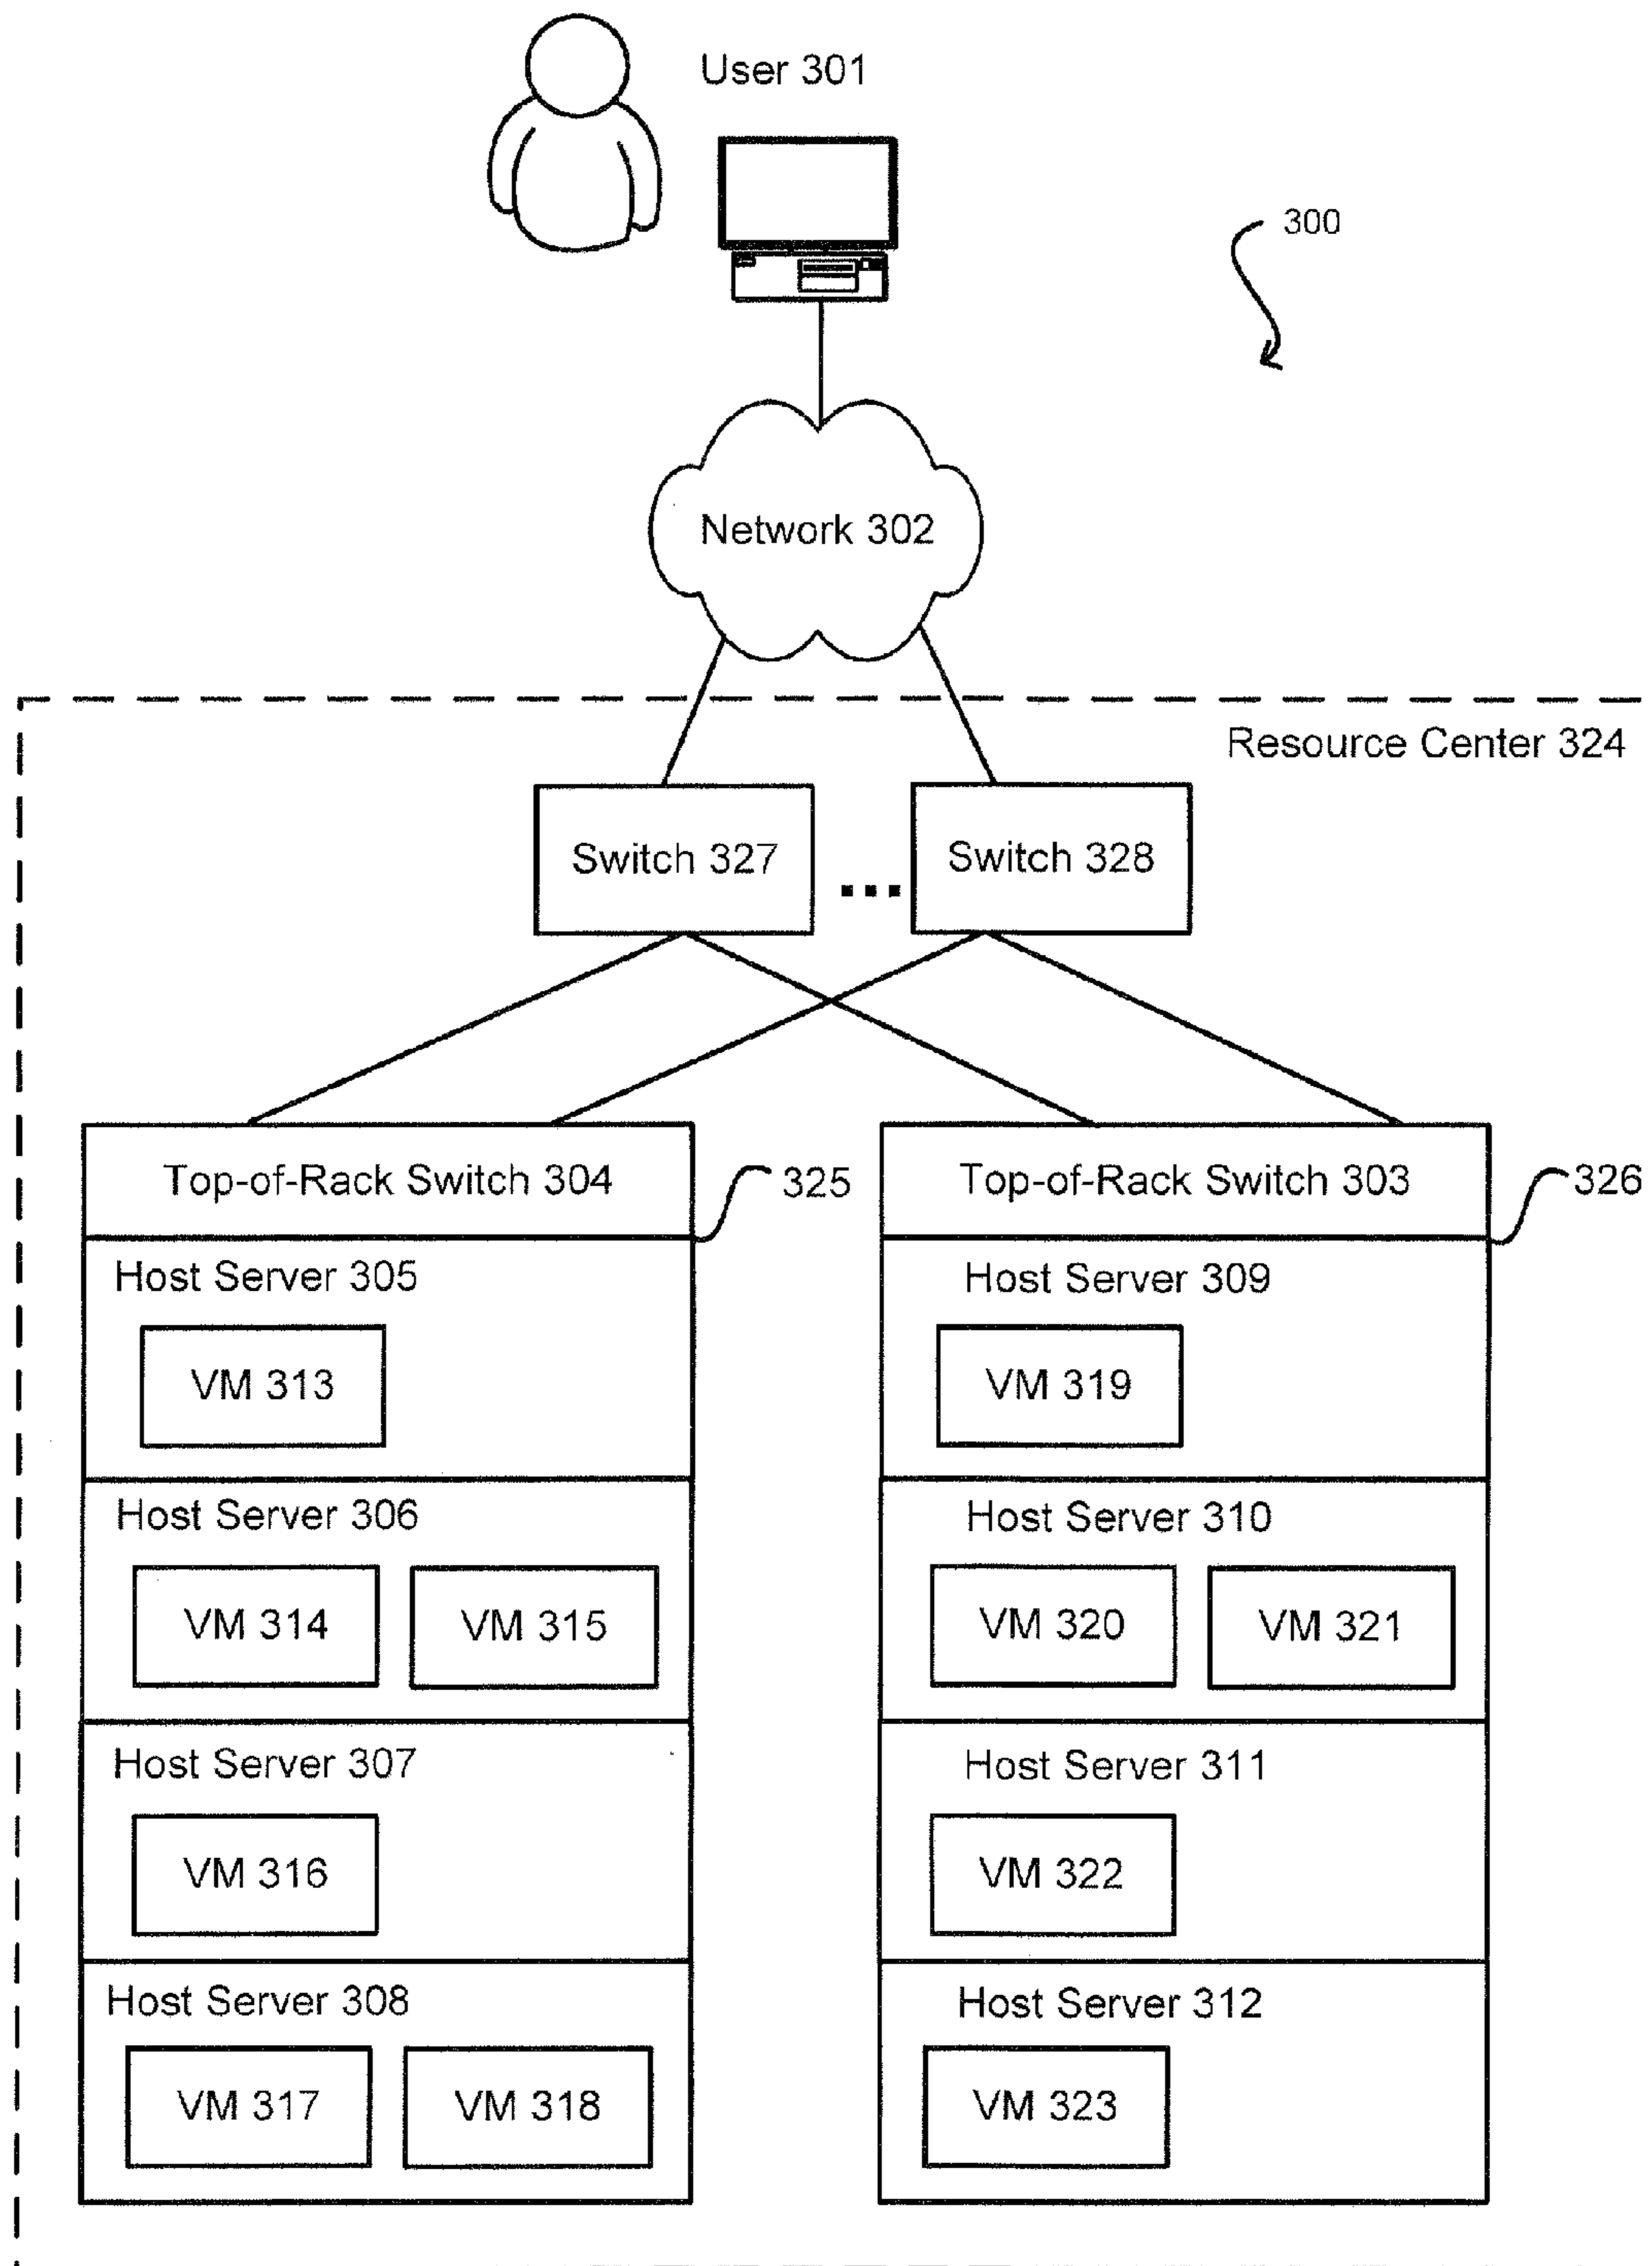 User 301
300
Network 302
Resource Center 324
Switch 327
...
Switch 328
Top-of-Rack Switch 304
325
Top-of-Rack Switch 303
326
Host Server 305
Host Server 309
VM 313
VM 319
Host Server 306
Host Server 310
VM 314
VM 315
VM 320
VM 321
Host Server 307
Host Server 311
VM 316
VM 322
Host Server 308
Host Server 312
VM 317
VM 318
VM 323